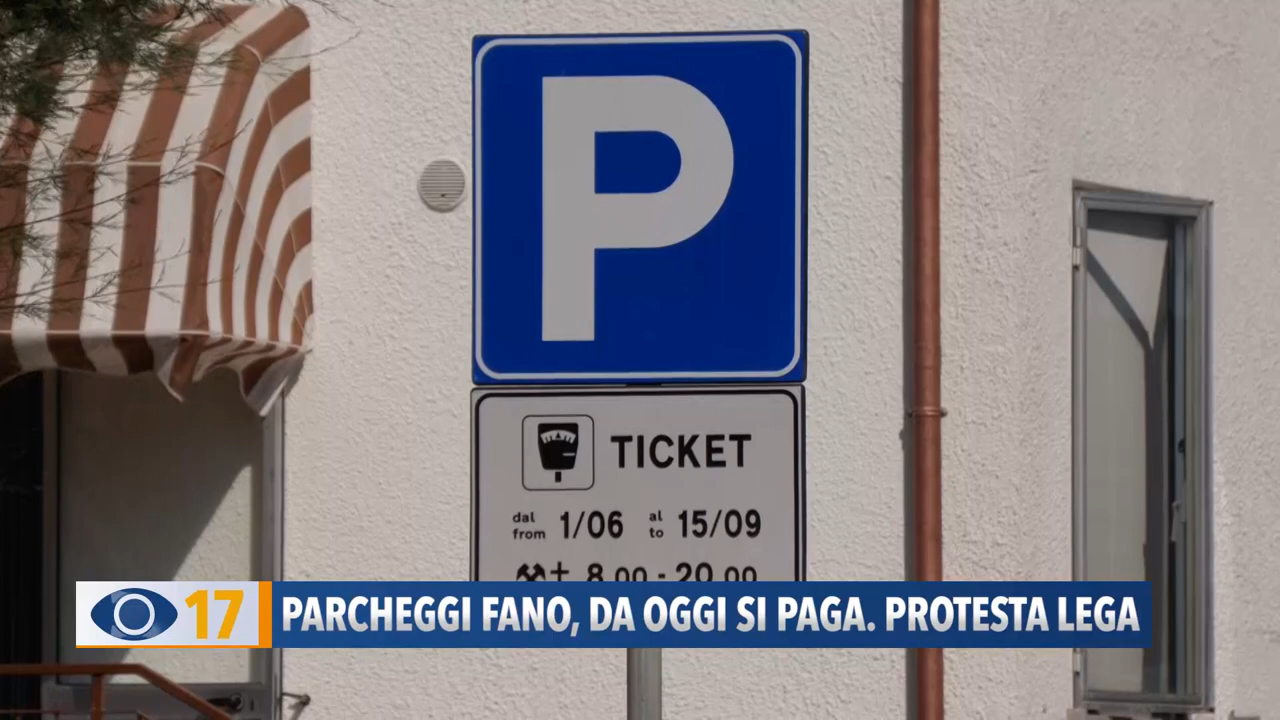 P
TICKET
dal from 1/06 al to 15/09
+ 8.00 - 20.00
17 PARCHEGGI FANO, DA OGGI SI PAGA. PROTESTA LEGA